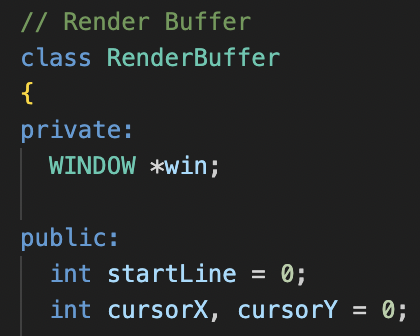 // Render Buffer
class RenderBuffer
{
private:
WINDOW *win;
public:
int startLine = 0;
int cursorX, cursorY = 0;